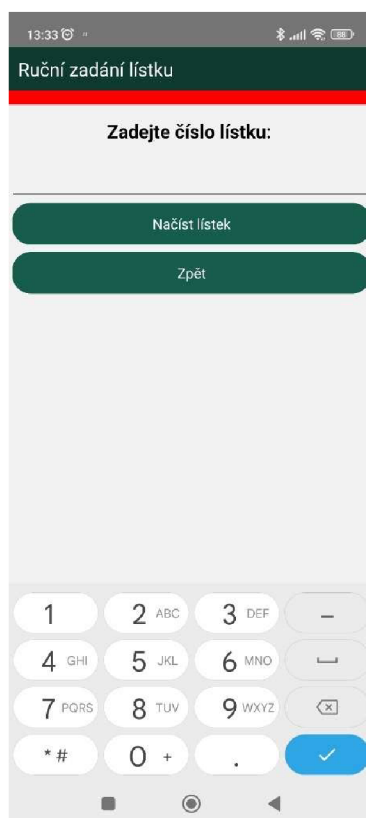 13:33
88
Ruční zadání lístku
Zadejte číslo lístku:
Načíst lístek
Zpět
1 2 ABC 3 DEF –
4 GHI 5 JKL 6 MNO
7 PQRS 8 TUV 9 WXYZ
* # 0 + .